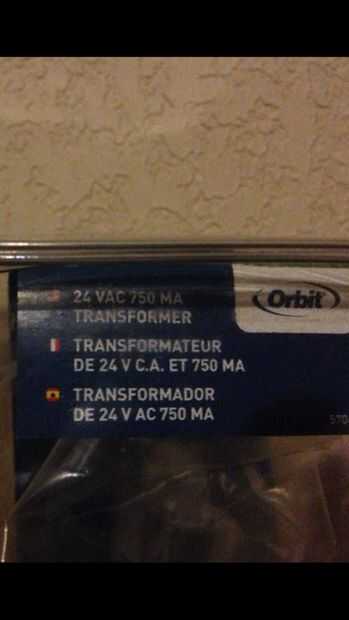 Orbit
24 VAC 750 MA
TRANSFORMER
TRANSFORMATEUR
DE 24 V C.A. ET 750 MA
TRANSFORMADOR
DE 24 V AC 750 MA